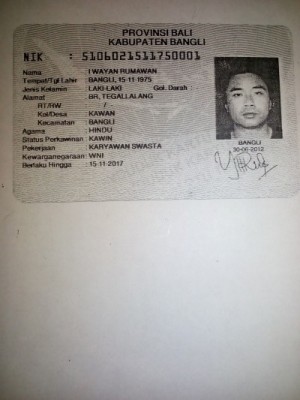 PROVINSI BALI
KABUPATEN BANGLI
NIK : 5106021511750001
Nama : I WAYAN RUMAWAN
Tempat/Tgl Lahir : BANGLI, 15-11-1975
Jenis Kelamin : LAKI-LAKI Gol. Darah :
Alamat : BR, TEGALLALANG
RT/RW : /
Kel/Desa : KAWAN
Kecamatan : BANGLI
Agama : HINDU
Status Perkawinan : KAWIN
Pekerjaan : KARYAWAN SWASTA
Kewarganegaraan : WNI
Berlaku Hingga : 15-11-2017
BANGLI
30-06-2012